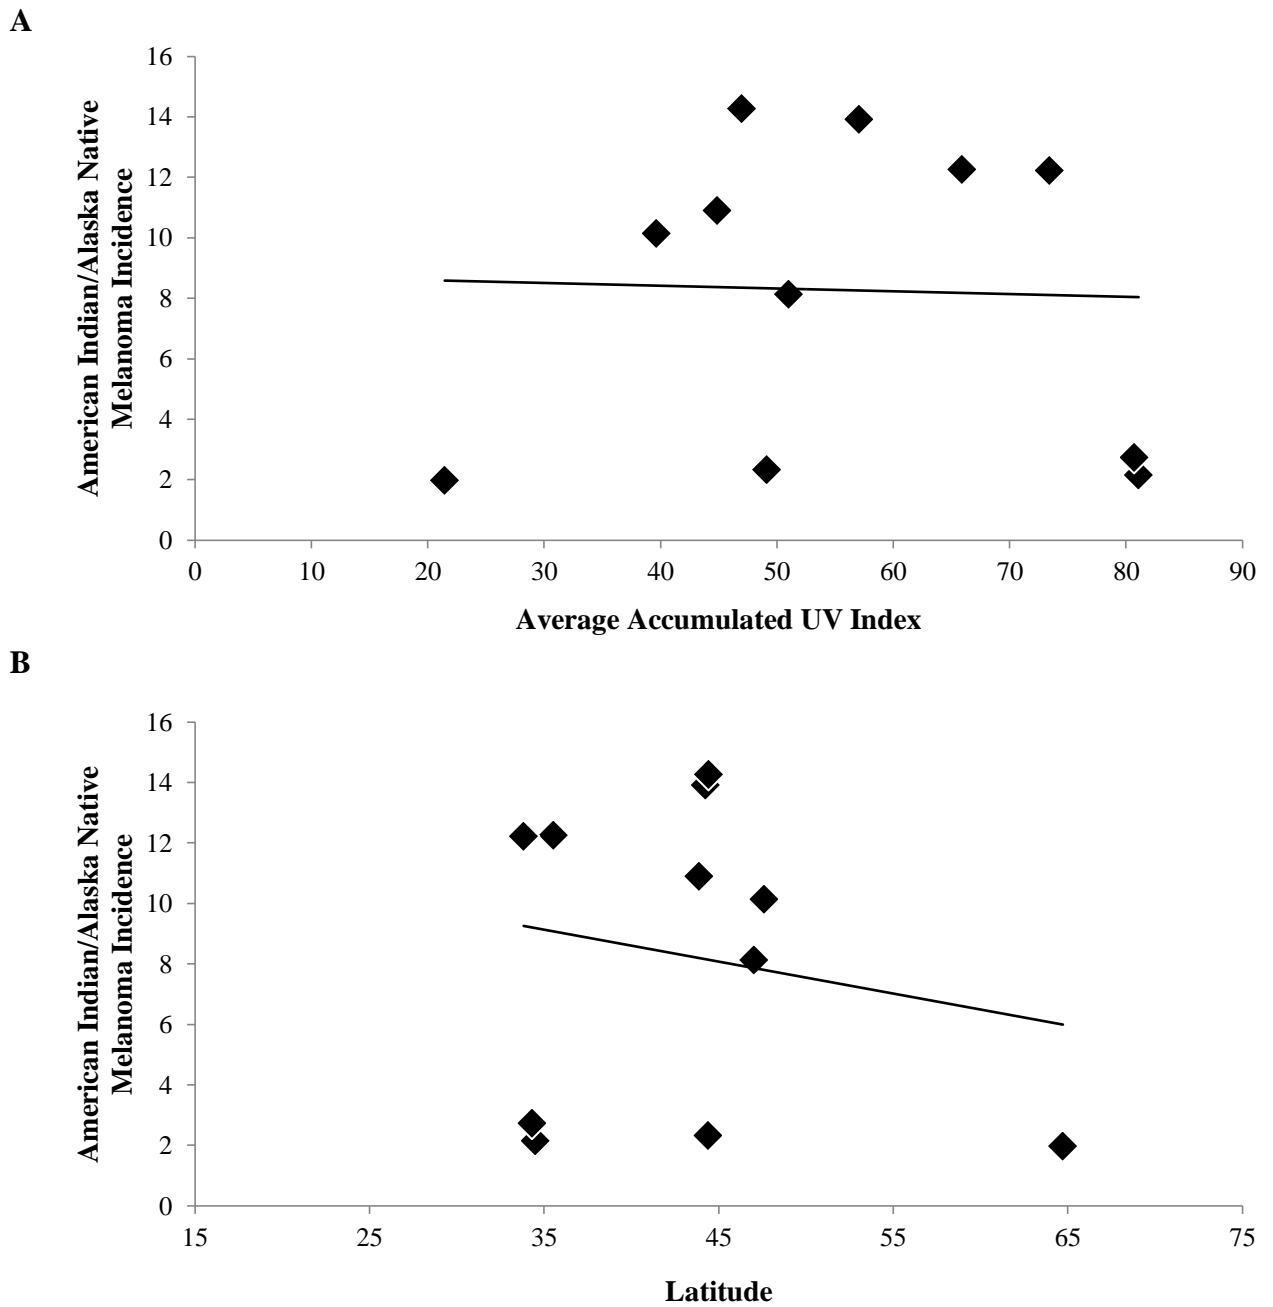 A
16
14
12
10
8
6
4
2
0
American Indian/Alaska Native
Melanoma Incidence
0 10 20 30 40 50 60 70 80 90
Average Accumulated UV Index
B
16
14
12
10
8
6
4
2
0
American Indian/Alaska Native
Melanoma Incidence
15 25 35 45 55 65 75
Latitude